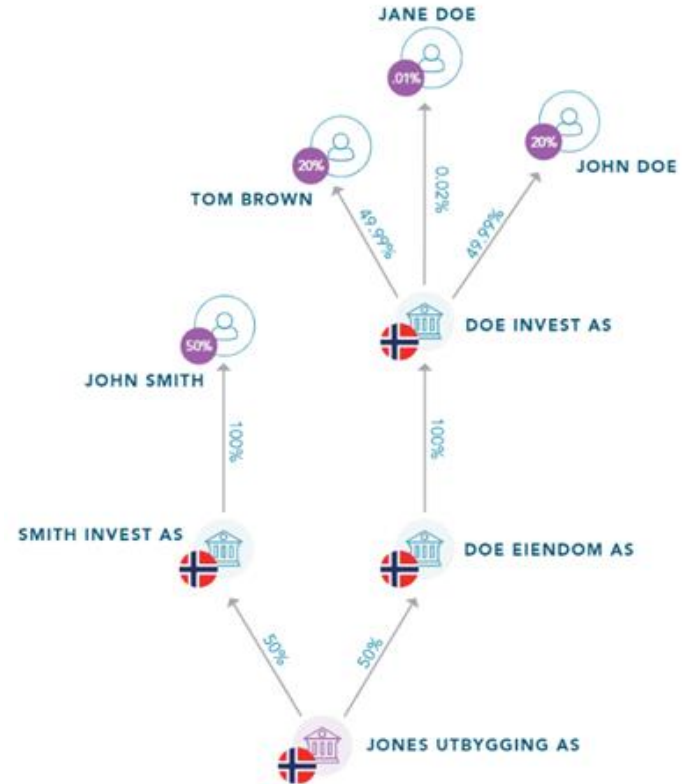 JANE DOE
.01%
20%
20%
JOHN DOE
TOM BROWN
49.99%
0.02%
49.99%
DOE INVEST AS
50%
JOHN SMITH
100%
100%
SMITH INVEST AS
DOE EIENDOM AS
50%
50%
JONES UTBYGGING AS